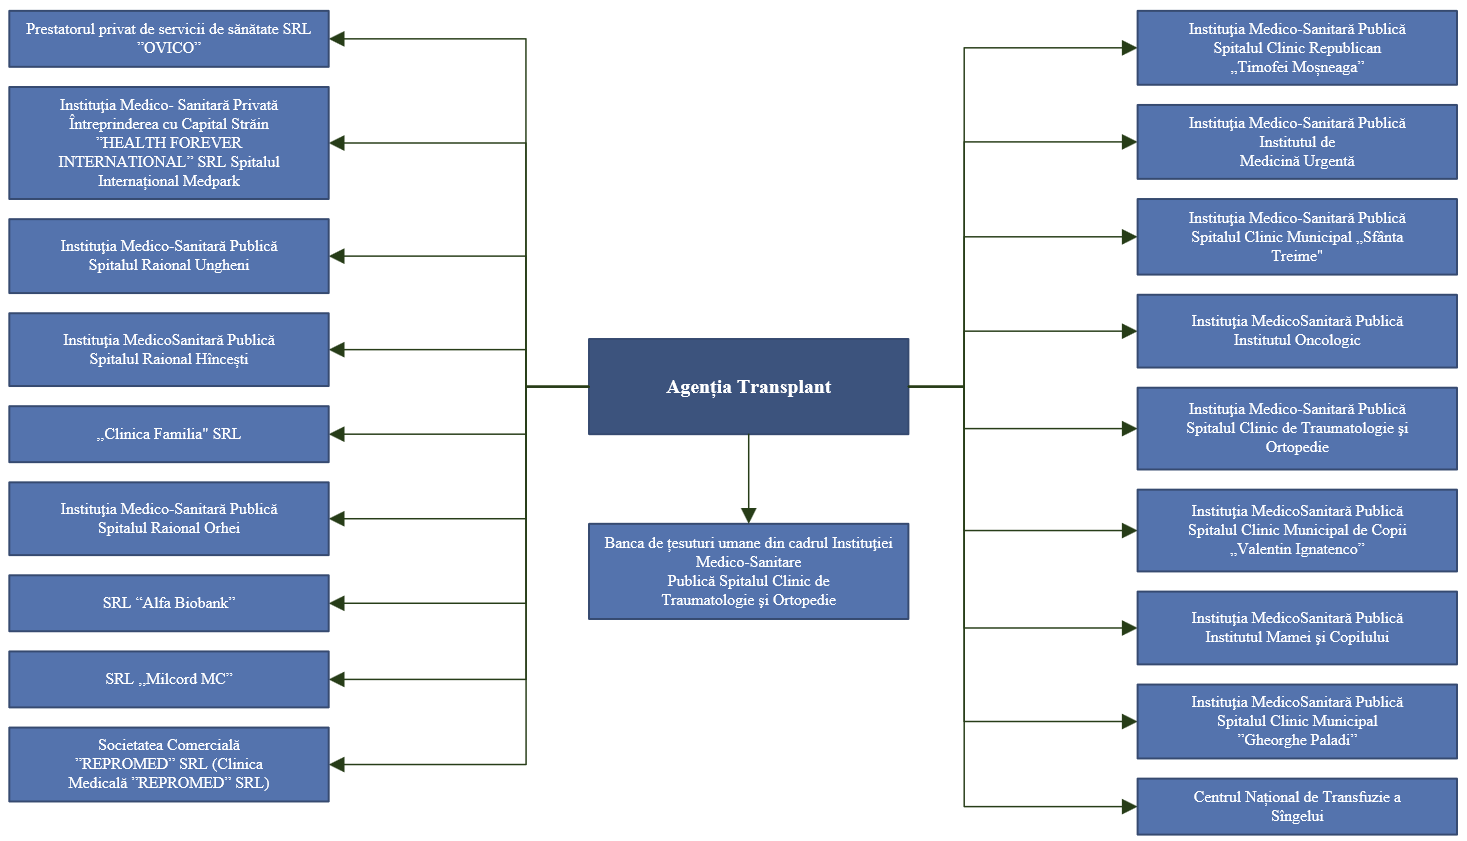 Prestatorul privat de servicii de sănătate SRL
”OVICO”
Instituţia Medico- Sanitară Privată
Întreprinderea cu Capital Străin
”HEALTH FOREVER
INTERNATIONAL” SRL Spitalul
Internațional Medpark
Instituţia Medico-Sanitară Publică
Spitalul Raional Ungheni
Instituţia MedicoSanitară Publică
Spitalul Raional Hîncești
„Clinica Familia" SRL
Instituţia Medico-Sanitară Publică
Spitalul Raional Orhei
SRL “Alfa Biobank”
SRL „Milcord MC”
Societatea Comercială
”REPROMED” SRL (Clinica
Medicală ”REPROMED” SRL)
Agenția Transplant
Banca de țesuturi umane din cadrul Instituţiei
Medico-Sanitare
Publică Spitalul Clinic de
Traumatologie şi Ortopedie
Instituţia Medico-Sanitară Publică
Spitalul Clinic Republican
„Timofei Moșneaga”
Instituţia Medico-Sanitară Publică
Institutul de
Medicină Urgentă
Instituţia Medico-Sanitară Publică
Spitalul Clinic Municipal „Sfânta
Treime"
Instituţia MedicoSanitară Publică
Institutul Oncologic
Instituţia Medico-Sanitară Publică
Spitalul Clinic de Traumatologie şi
Ortopedie
Instituţia MedicoSanitară Publică
Spitalul Clinic Municipal de Copii
„Valentin Ignatenco”
Instituţia MedicoSanitară Publică
Institutul Mamei şi Copilului
Instituţia MedicoSanitară Publică
Spitalul Clinic Municipal
”Gheorghe Paladi”
Centrul Național de Transfuzie a
Sîngelui